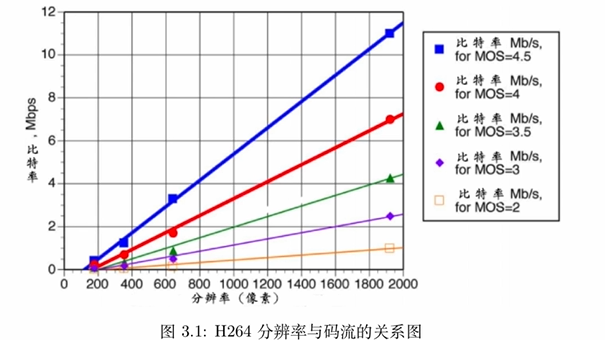 12
10
8
6
4
2
0
比特率, Mbps
0 200 400 600 800 1000 1200 1400 1600 1800 2000
分辨率 (像素)
比特率 Mb/s,
for MOS=4.5
比特率 Mb/s,
for MOS=4
比特率 Mb/s,
for MOS=3.5
比特率 Mb/s,
for MOS=3
比特率 Mb/s,
for MOS=2
图 3.1: H264 分辨率与码流的关系图